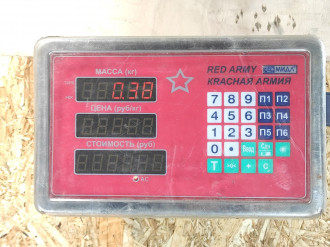 МАССА (кг)
0.38
ЦЕНА (руб/кг)
СТОИМОСТЬ (руб)
AC
RED ARMY МИДЛ
КРАСНАЯ АРМИЯ
7 8 9 П1 П2
4 5 6 П3 П4
1 2 3 П5 П6
0
T C